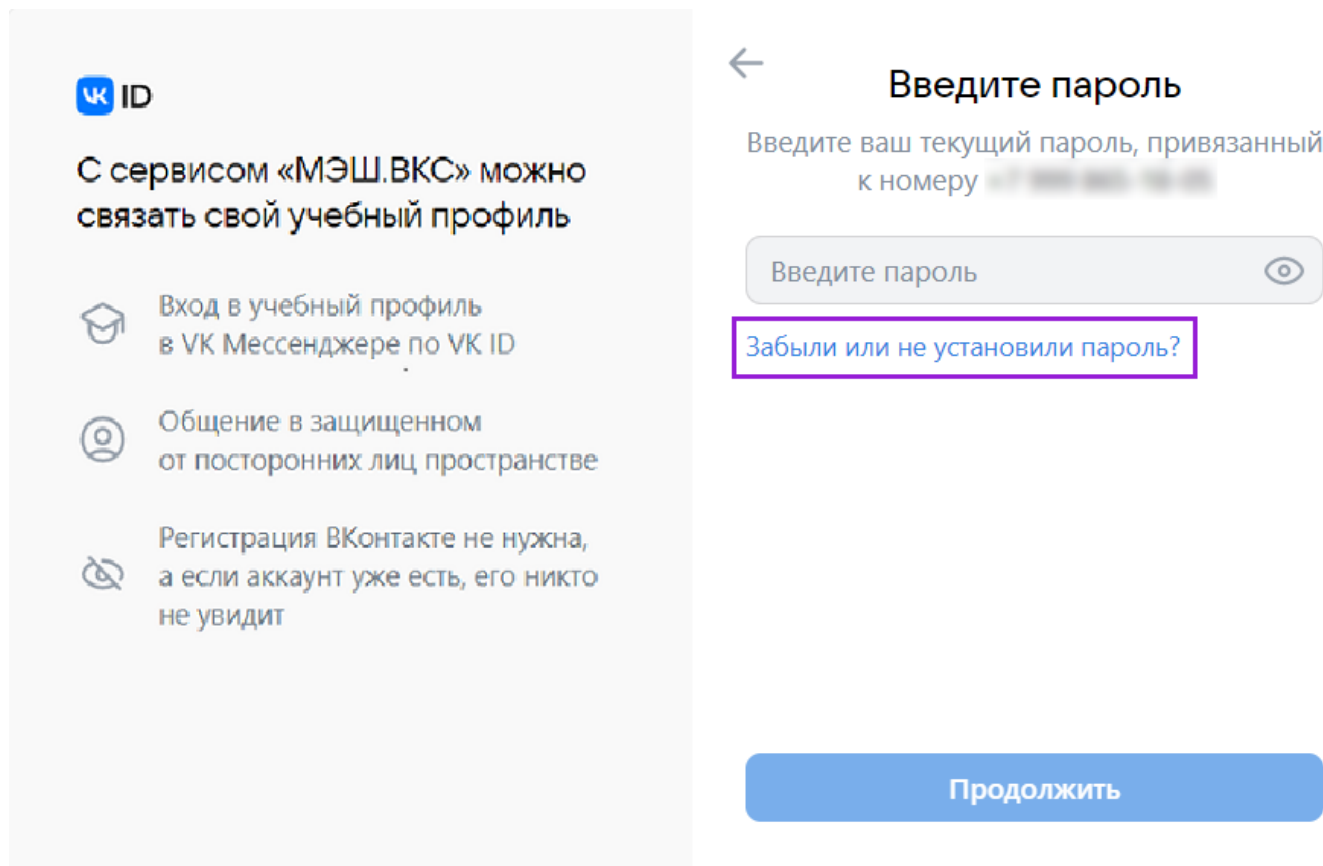 VK ID
С сервисом «МЭШ.ВКС» можно
связать свой учебный профиль
Вход в учебный профиль
в VK Мессенджере по VK ID
Общение в защищенном
от посторонних лиц пространстве
Регистрация ВКонтакте не нужна,
а если аккаунт уже есть, его никто
не увидит
Введите пароль
Введите ваш текущий пароль, привязанный
к номеру
Введите пароль
Забыли или не установили пароль?
Продолжить